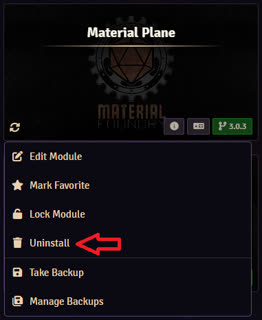 Material Plane
MATERIAL
FOUNDRY
3.0.3
Edit Module
Mark Favorite
Lock Module
Uninstall
Take Backup
Manage Backups